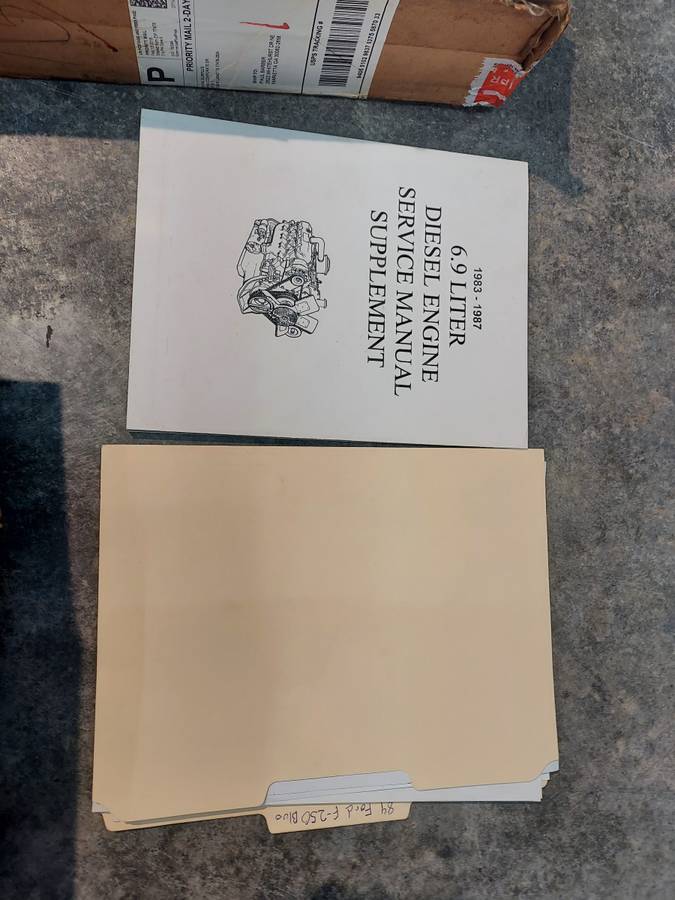 PRIORITY MAIL 2-DAY
P
USPS TRACKING #
1983 - 1987
6.9 LITER
DIESEL ENGINE
SERVICE MANUAL
SUPPLEMENT
84 Ford F-250 Blue